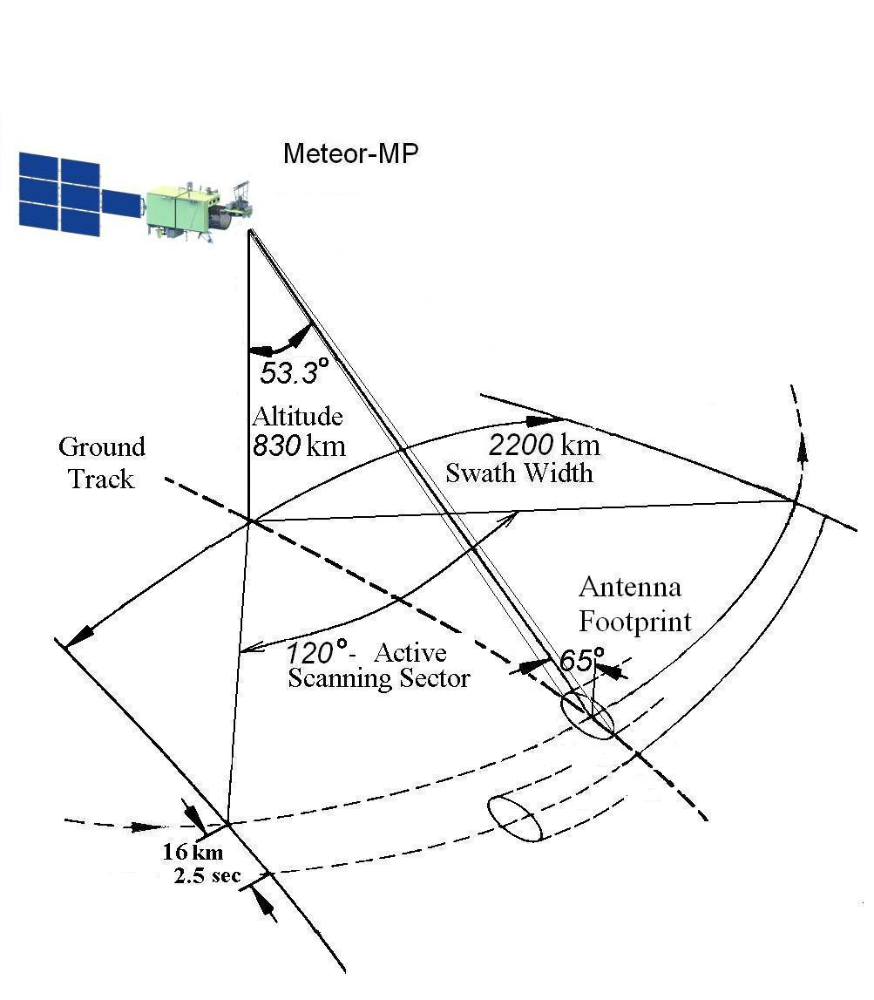 Meteor-MP
53.3°
Altitude
830 km
Ground
Track
2200 km
Swath Width
Antenna
Footprint
65°
120°- Active
Scanning Sector
16 km
2.5 sec